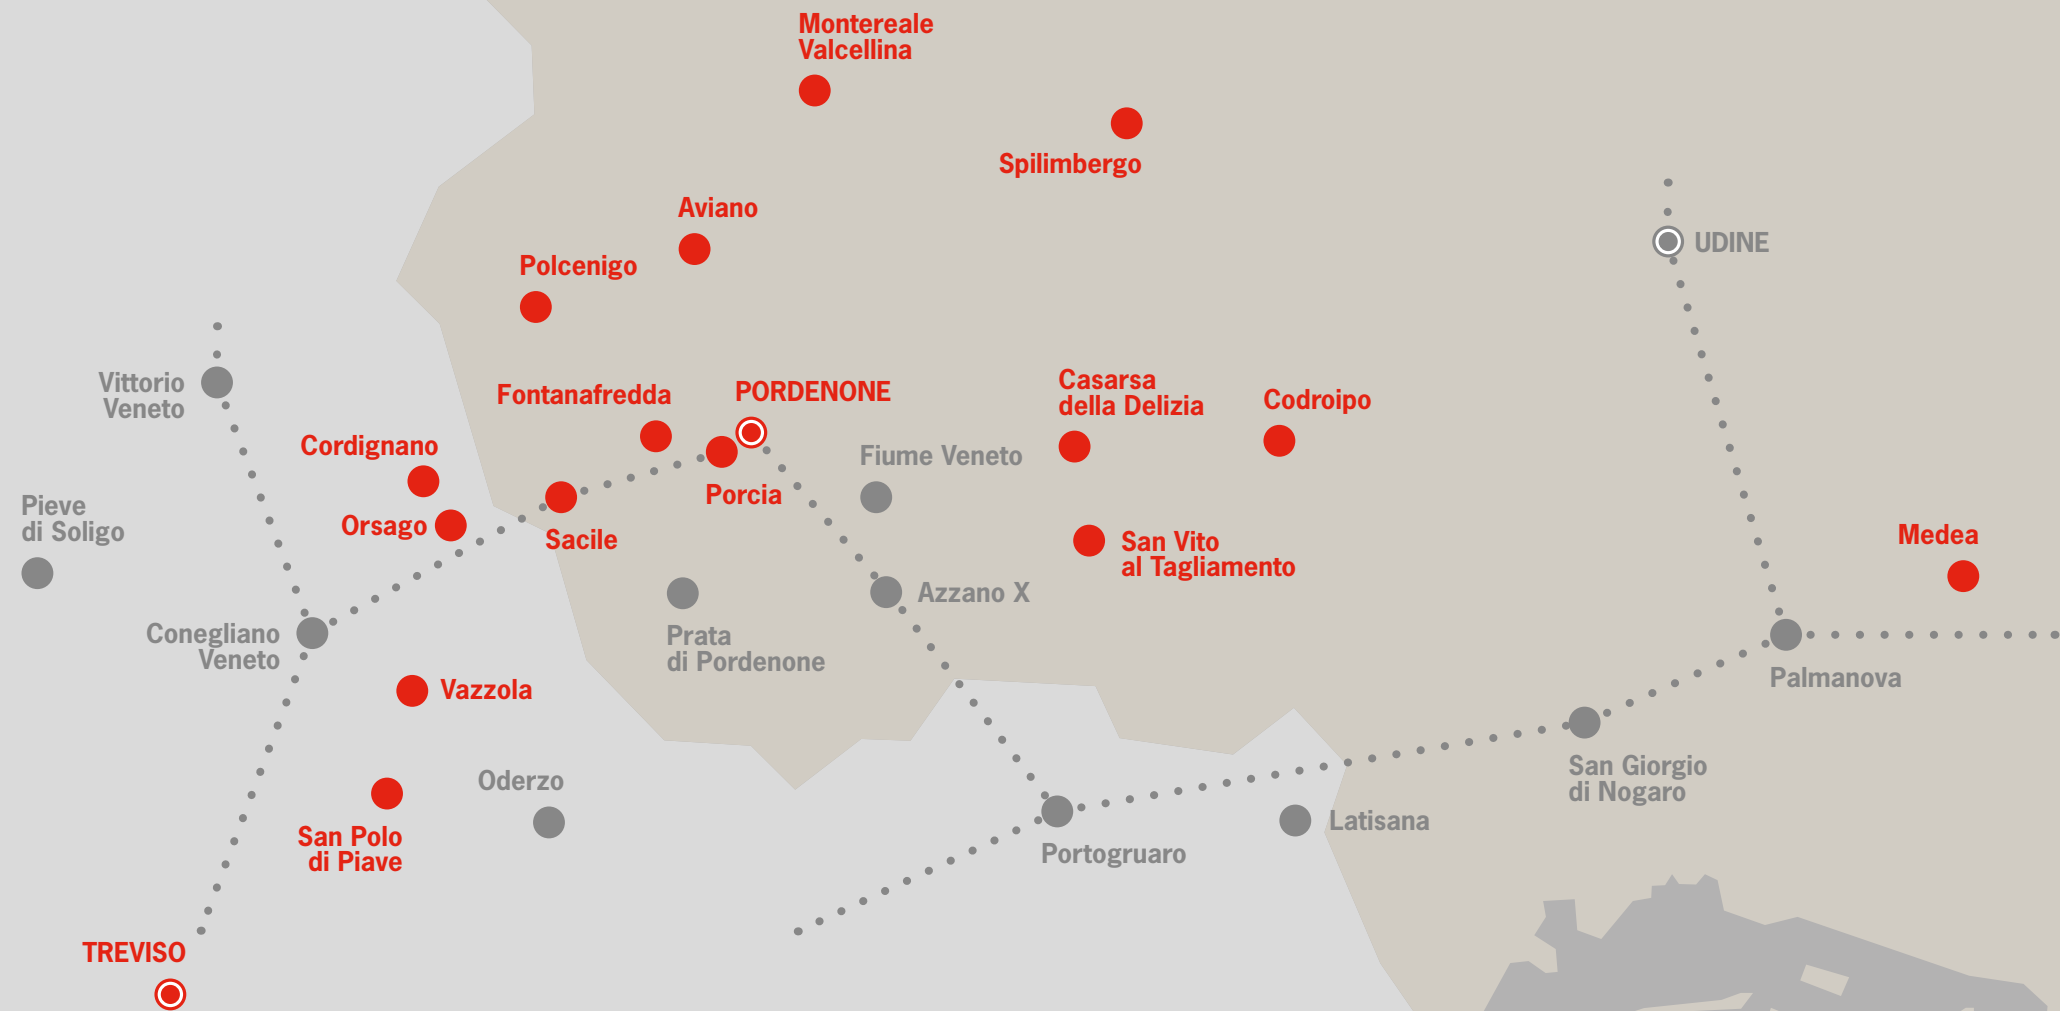 Montereale
Valcellina
Spilimbergo
Aviano
UDINE
Polcenigo
Vittorio
Veneto
Fontanafredda
PORDENONE
Casarsa
della Delizia
Codroipo
Cordignano
Fiume Veneto
Pieve
di Soligo
Orsago
Sacile
Porcia
San Vito
al Tagliamento
Medea
Azzano X
Conegliano
Veneto
Prata
di Pordenone
Palmanova
Vazzola
Oderzo
San Giorgio
di Nogaro
San Polo
di Piave
Portogruaro
Latisana
TREVISO